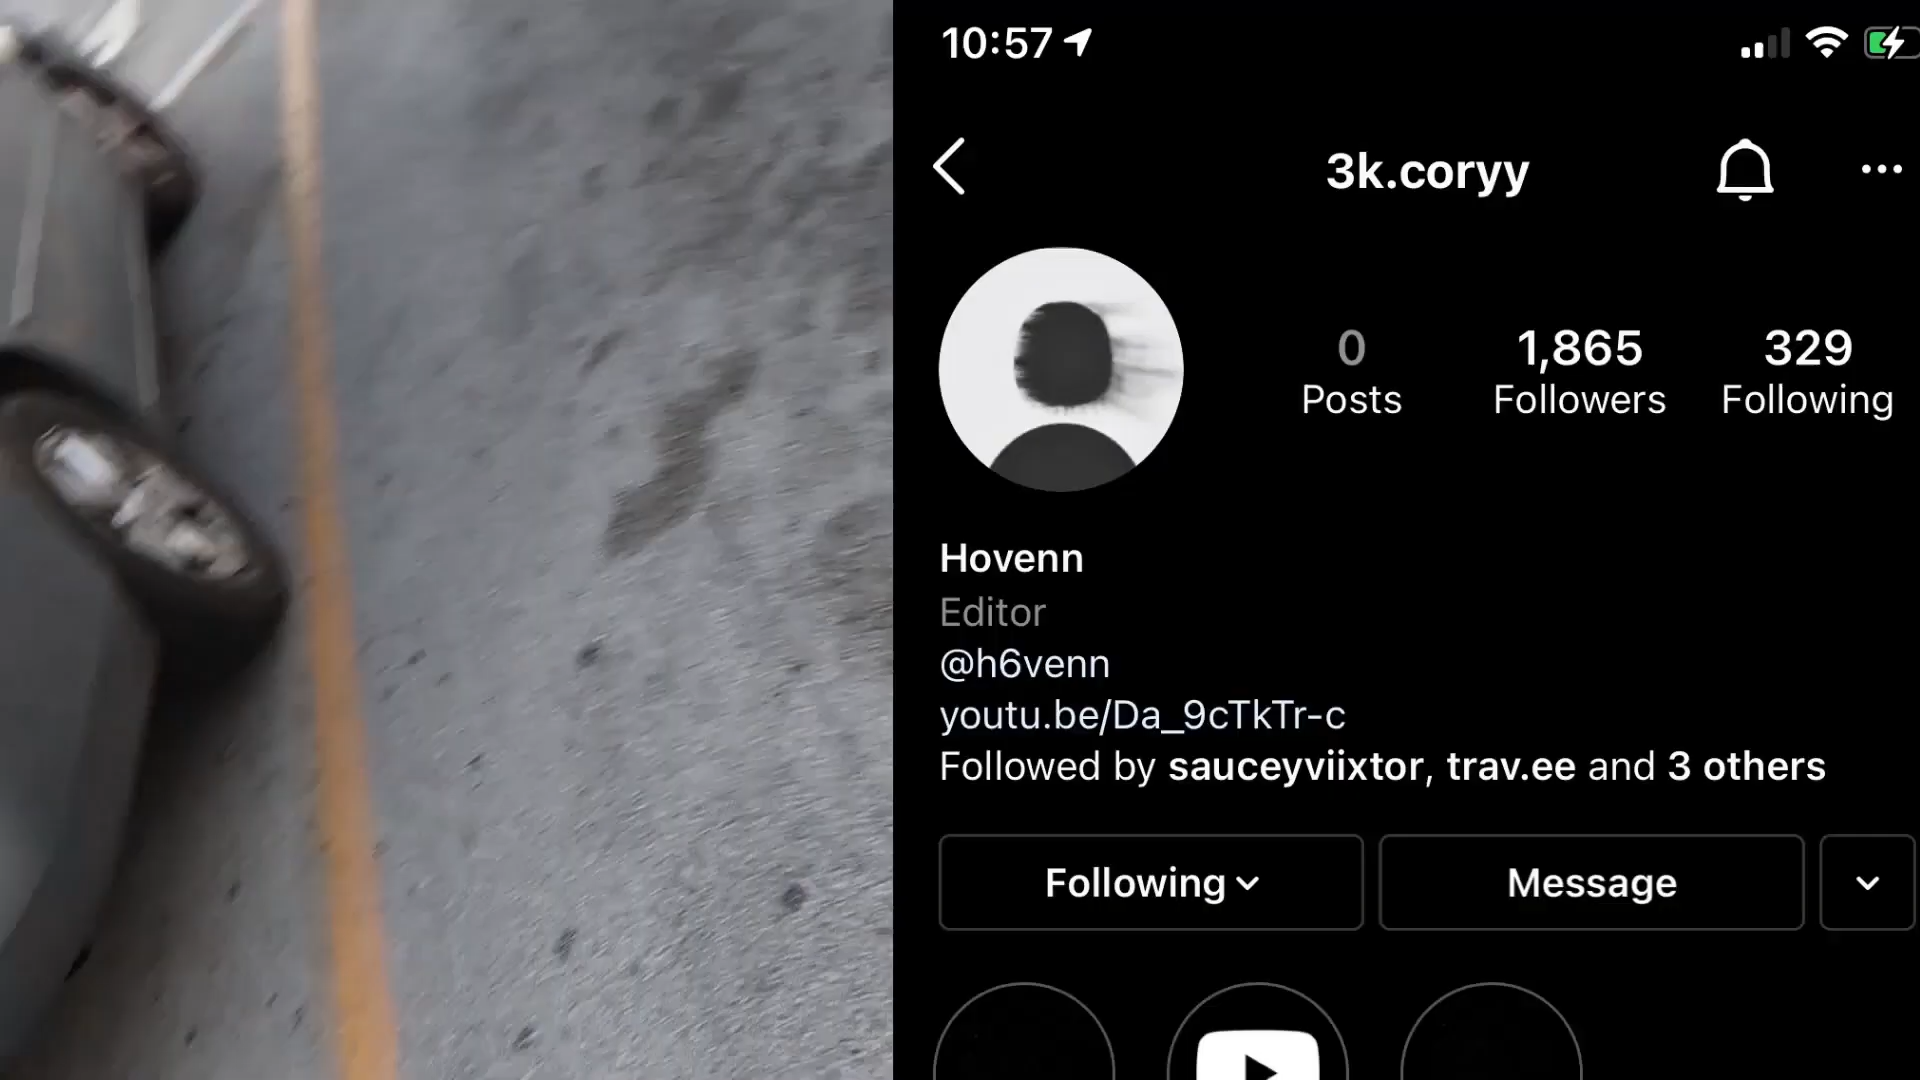 10:57
3k.coryy
0 1,865 329
Posts Followers Following
Hovenn
Editor
@h6venn
youtu.be/Da_9cTkTr-c
Followed by sauceyviixtor, trav.ee and 3 others
Following Message